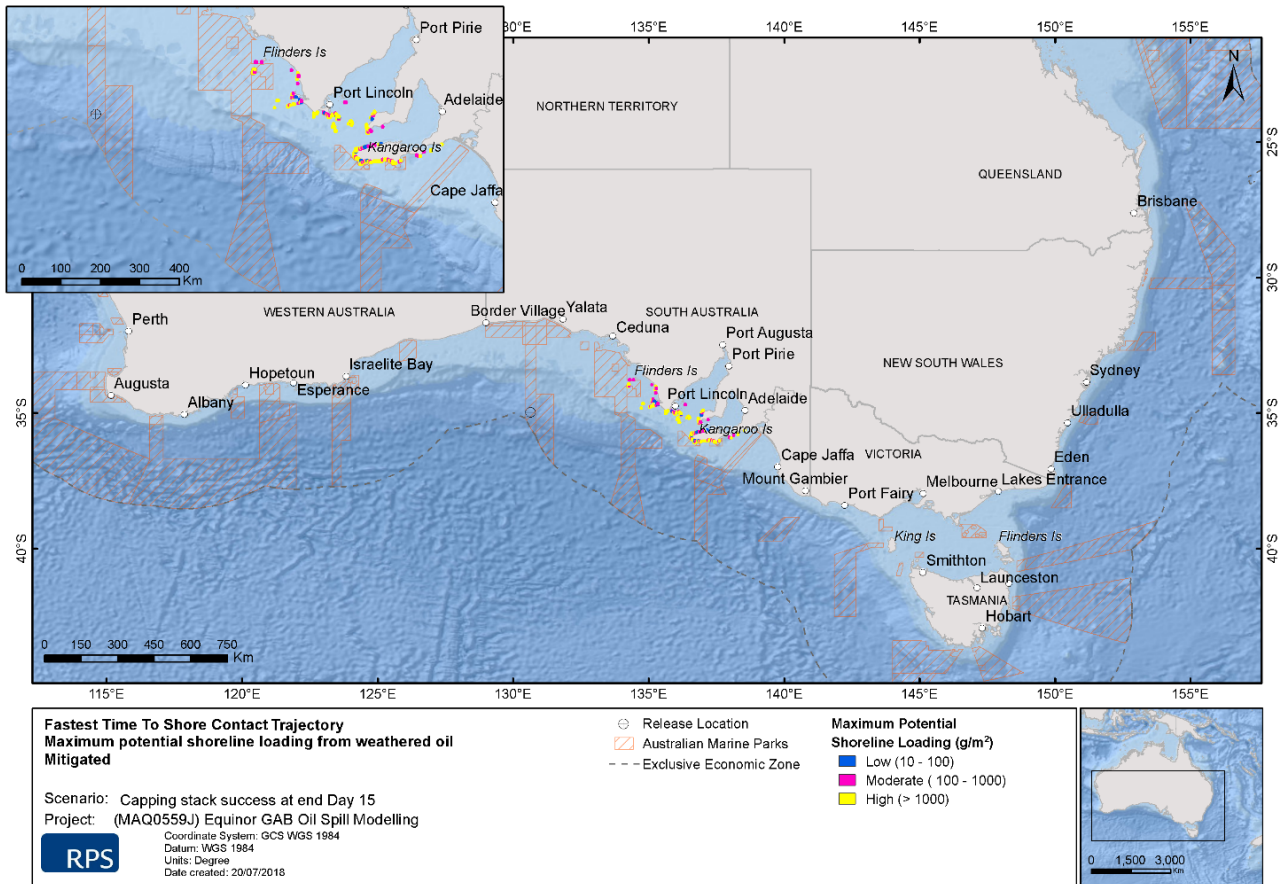 Port Pirie
Flinders Is
Port Lincoln
Adelaide
Kangaroo Is
Cape Jaffa
0 100 200 300 400
Km
130°E 135°E 140°E 145°E 150°E 155°E
N
NORTHERN TERRITORY
25°S
QUEENSLAND
Brisbane
30°S
WESTERN AUSTRALIA
Border Village
Yalata
SOUTH AUSTRALIA
Perth
Ceduna
Port Augusta
Port Pirie
NEW SOUTH WALES
Israelite Bay
Flinders Is
Hopetoun
Sydney
Augusta
Esperance
Port Lincoln
Adelaide
Albany
Ulladulla
35°S 35°S
Kangaroo Is
Cape Jaffa
VICTORIA
Eden
Mount Gambier
Melbourne
Lakes Entrance
Port Fairy
King Is
Flinders Is
40°S 40°S
Smithton
Launceston
TASMANIA
Hobart
0 150 300 450 600 750
Km
115°E 120°E 125°E 130°E 135°E 140°E 145°E 150°E 155°E
Fastest Time To Shore Contact Trajectory
Maximum potential shoreline loading from weathered oil
Mitigated
Scenario: Capping stack success at end Day 15
Project: (MAQ0559J) Equinor GAB Oil Spill Modelling
RPS
Coordinate System: GCS WGS 1984
Datum: WGS 1984
Units: Degree
Date created: 20/07/2018
Release Location
Australian Marine Parks
Exclusive Economic Zone
Maximum Potential
Shoreline Loading (g/m²)
Low (10 - 100)
Moderate ( 100 - 1000)
High (> 1000)
0 1,500 3,000
Km